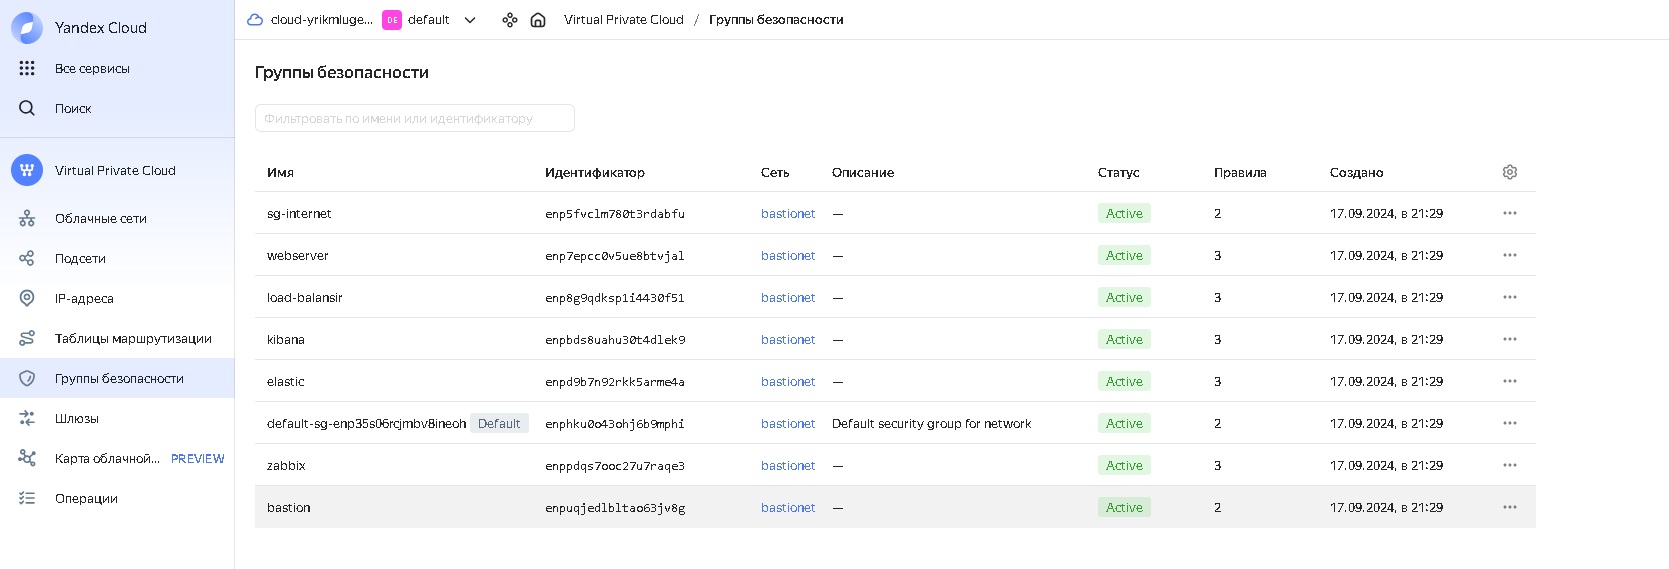 Yandex Cloud
Все сервисы
Поиск
Virtual Private Cloud
Облачные сети
Подсети
IP-адреса
Таблицы маршрутизации
Группы безопасности
Шлюзы
Карта облачной... PREVIEW
Операции
cloud-yrikmluge... DE default Virtual Private Cloud / Группы безопасности
Группы безопасности
Фильтровать по имени или идентификатору
Имя Идентификатор Сеть Описание Статус Правила Создано
sg-internet enp5fvclm780t3rdabfu bastionet — Active 2 17.09.2024, в 21:29
webserver enp7epcc0v5ue8btvjal bastionet — Active 3 17.09.2024, в 21:29
load-balansir enp8g9qdksp1i4430f51 bastionet — Active 3 17.09.2024, в 21:29
kibana enpbds8uahu30t4dlek9 bastionet — Active 3 17.09.2024, в 21:29
elastic enpd9b7n92rkk5arme4a bastionet — Active 3 17.09.2024, в 21:29
default-sg-enp35s06rcjmbv8ineoh Default enphku0o43ohj6b9mphi bastionet Default security group for network Active 2 17.09.2024, в 21:29
zabbix enppdqs7ooc27u7raqe3 bastionet — Active 3 17.09.2024, в 21:29
bastion enpuqjedlbltao63jv8g bastionet — Active 2 17.09.2024, в 21:29